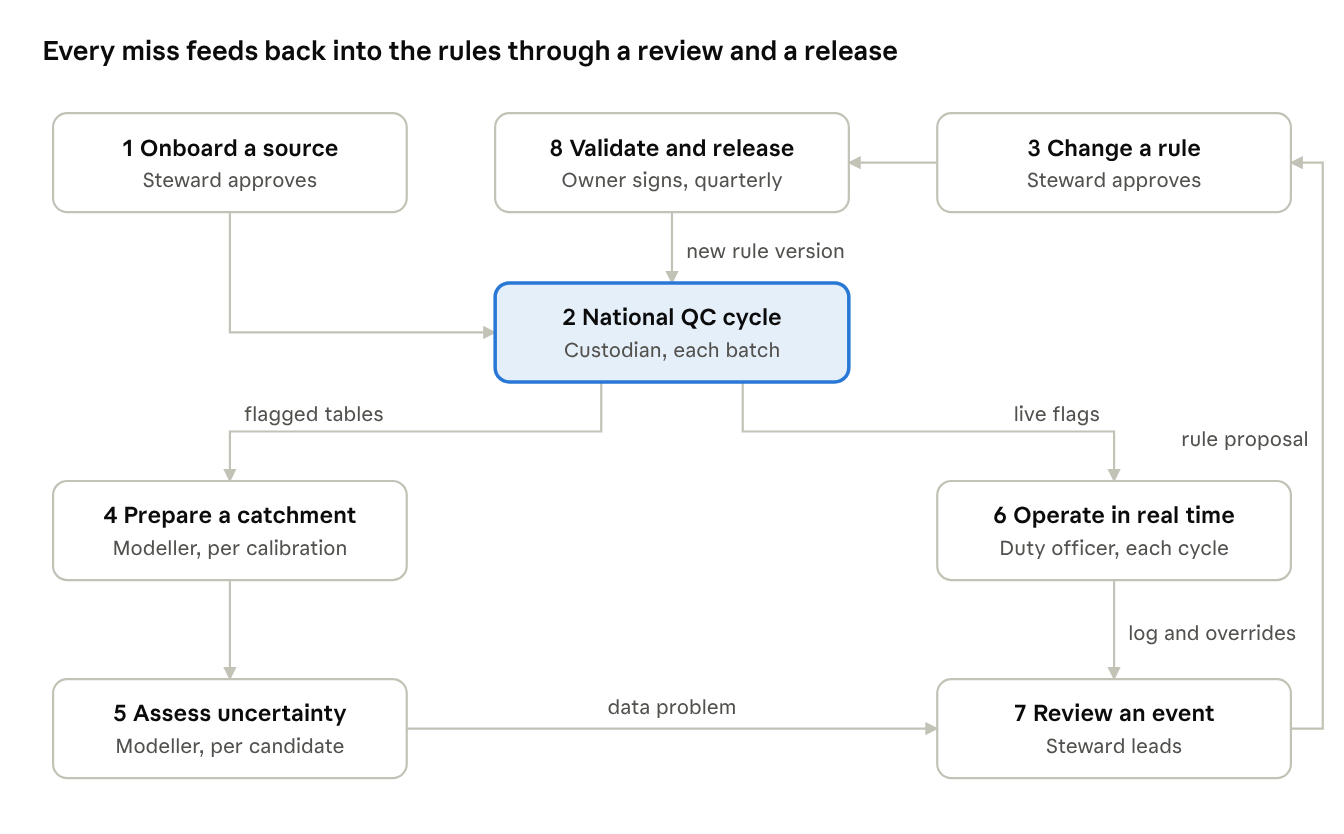 Every miss feeds back into the rules through a review and a release
1 Onboard a source
Steward approves
8 Validate and release
Owner signs, quarterly
3 Change a rule
Steward approves
new rule version
2 National QC cycle
Custodian, each batch
flagged tables
live flags
rule proposal
4 Prepare a catchment
Modeller, per calibration
6 Operate in real time
Duty officer, each cycle
log and overrides
5 Assess uncertainty
Modeller, per candidate
data problem
7 Review an event
Steward leads